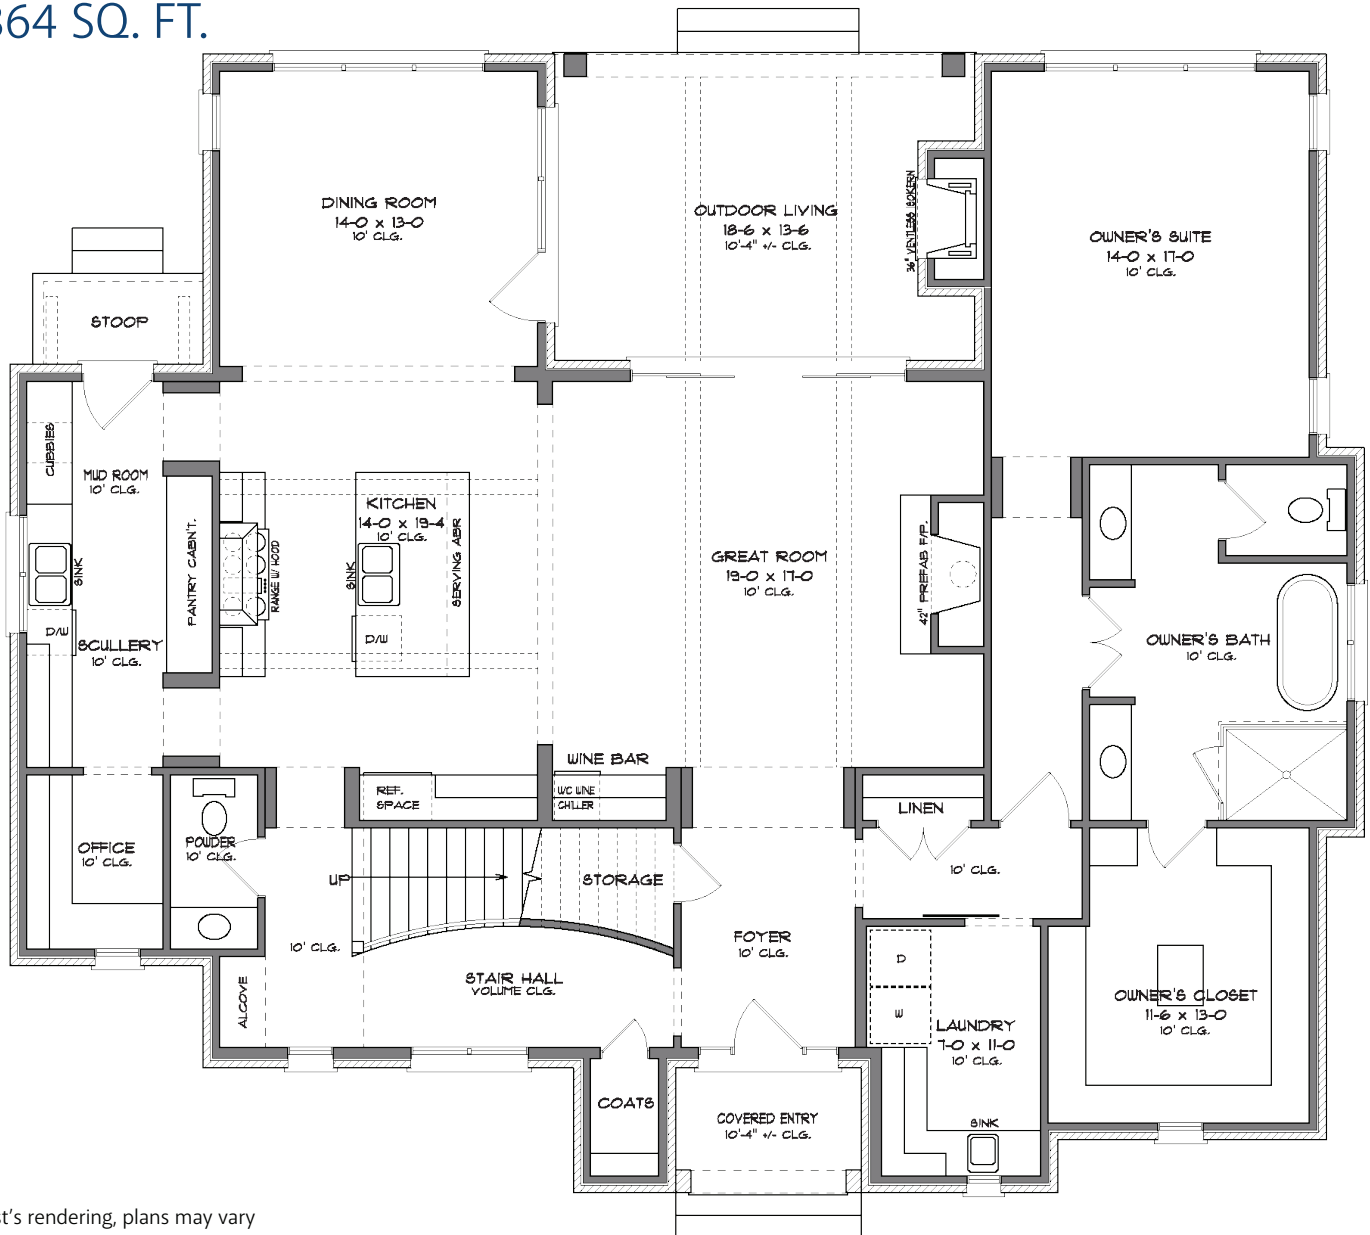 864 SQ. FT.
DINING ROOM
14-0 x 13-0
10' CLG.
OUTDOOR LIVING
18-6 x 13-6
10'-4" +/- CLG.
36" VENTLESS ISOKERN
OWNER'S SUITE
14-0 x 17-0
10' CLG.
STOOP
CUBBIES
MUD ROOM
10' CLG.
SINK
D/W
SCULLERY
10' CLG.
PANTRY CABN'T.
RANGE W/ HOOD
KITCHEN
14-0 x 19-4
10' CLG.
SINK
D/W
SERVING ABR
GREAT ROOM
19-0 x 17-0
10' CLG.
42" PREFAB F/P.
OWNER'S BATH
10' CLG.
WINE BAR
REF.
SPACE
U/C WINE
CHILLER
LINEN
10' CLG.
OFFICE
10' CLG.
POWDER
10' CLG.
UP
STORAGE
10' CLG.
STAIR HALL
VOLUME CLG.
ALCOVE
FOYER
10' CLG.
D
W
LAUNDRY
7-0 x 11-0
10' CLG.
SINK
OWNER'S CLOSET
11-6 x 13-0
10' CLG.
COATS
COVERED ENTRY
10'-4" +/- CLG.
st's rendering, plans may vary